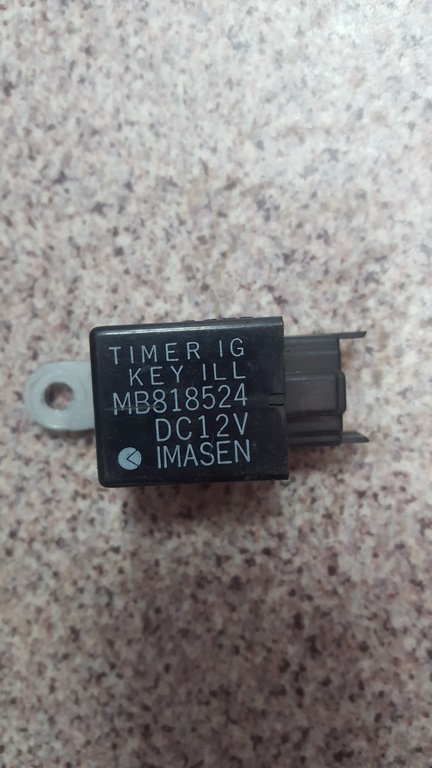 TIMER IG
KEY ILL
MB818524
DC12V
IMASEN